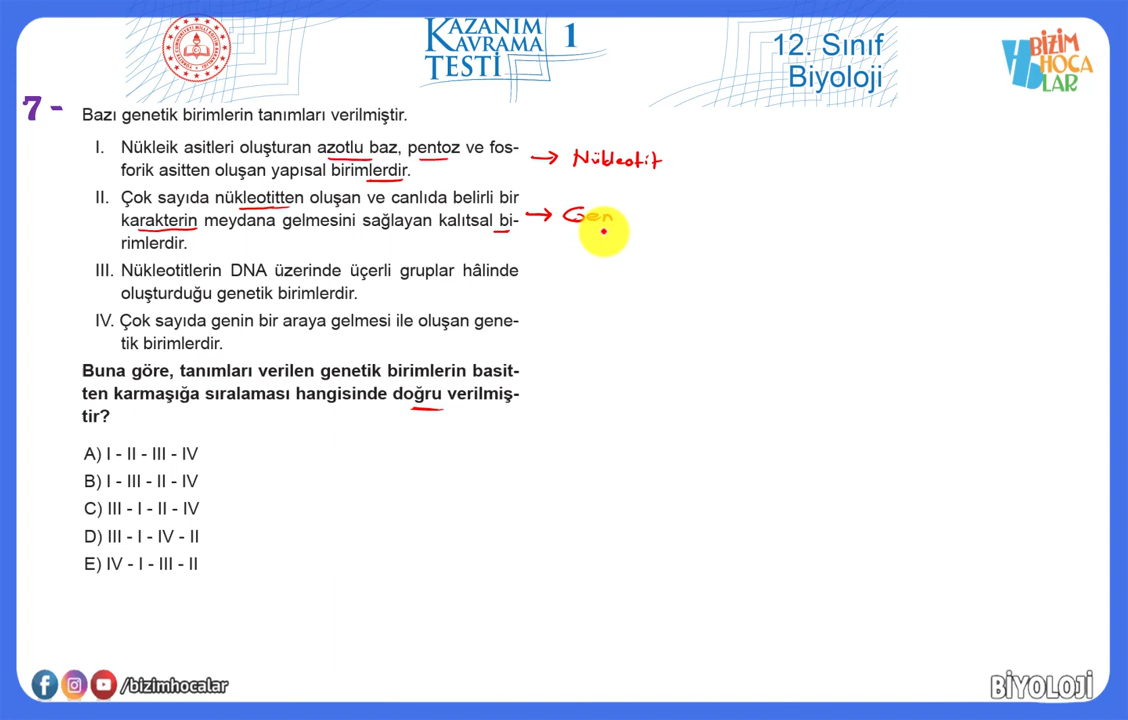 KAZANIM
KAVRAMA
TESTİ
1
12. Sınıf
Biyoloji
BİZİM
HOCA
LAR
7 -
Bazı genetik birimlerin tanımları verilmiştir.
I. Nükleik asitleri oluşturan azotlu baz, pentoz ve fos-
forik asitten oluşan yapısal birimlerdir.
→ Nükleotit
II. Çok sayıda nükleotitten oluşan ve canlıda belirli bir
karakterin meydana gelmesini sağlayan kalıtsal bi-
rimlerdir.
→ Gen
III. Nükleotitlerin DNA üzerinde üçerli gruplar hâlinde
oluşturduğu genetik birimlerdir.
IV. Çok sayıda genin bir araya gelmesi ile oluşan gene-
tik birimlerdir.
Buna göre, tanımları verilen genetik birimlerin basit-
ten karmaşığa sıralaması hangisinde doğru verilmiş-
tir?
A) I - II - III - IV
B) I - III - II - IV
C) III - I - II - IV
D) III - I - IV - II
E) IV - I - III - II
/bizimhocalar
BİYOLOJİ